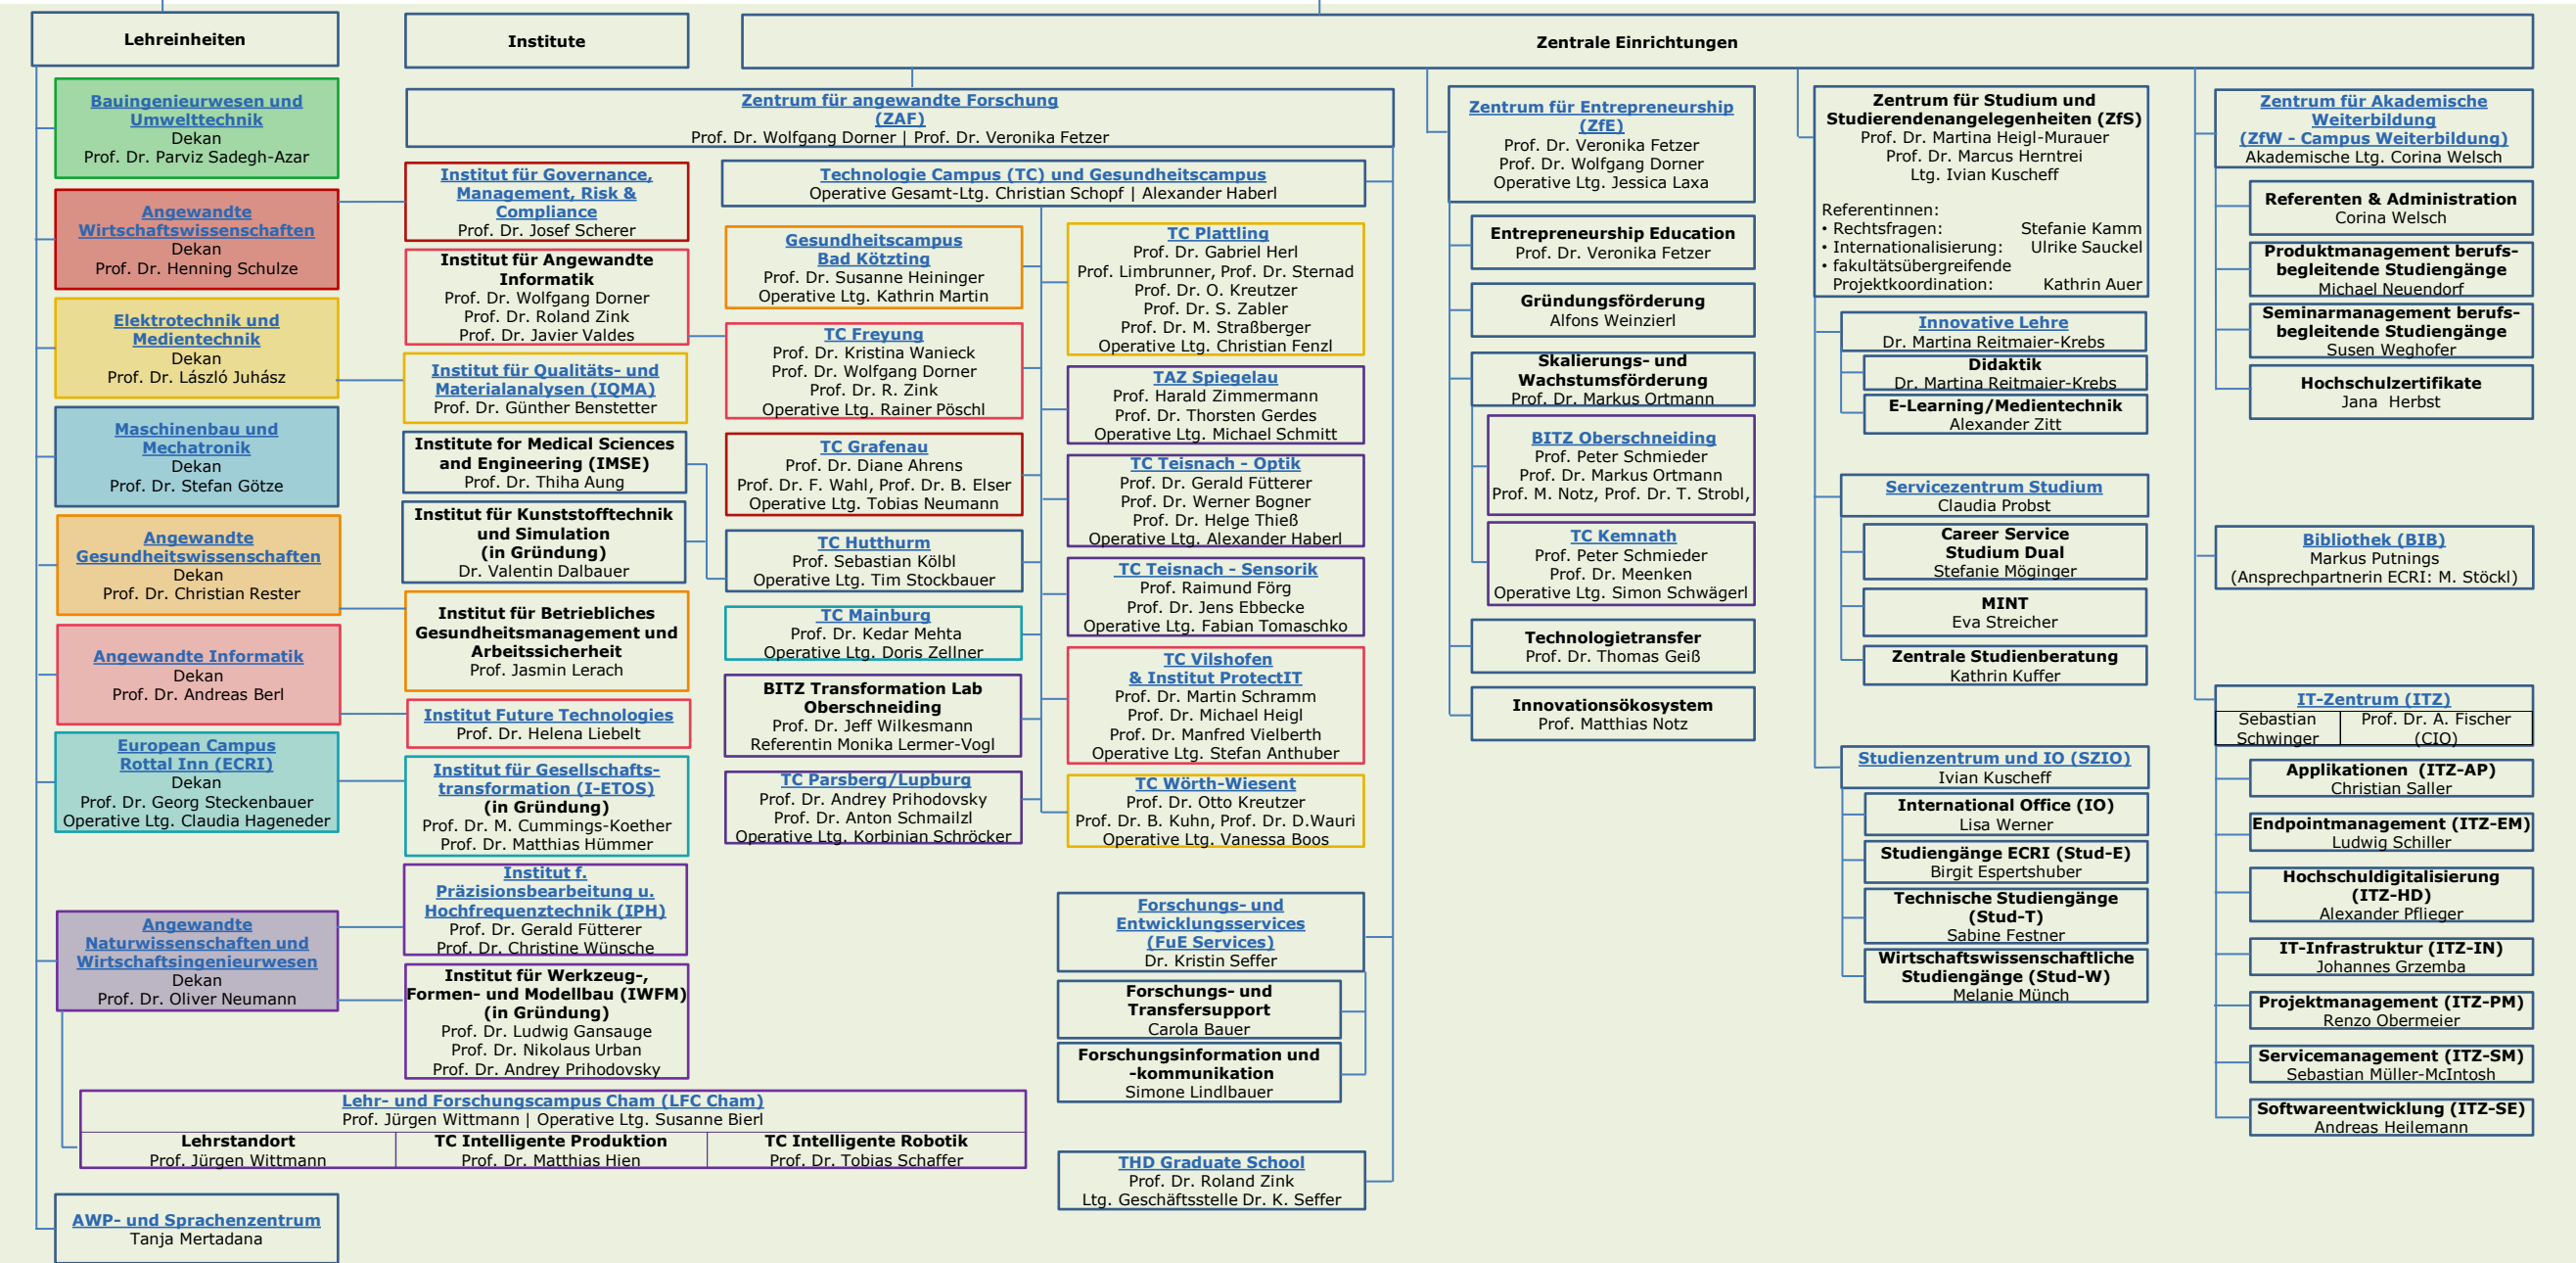 Lehreinheiten
Bauingenieurwesen und
Umwelttechnik
Dekan
Prof. Dr. Parviz Sadegh-Azar
Angewandte
Wirtschaftswissenschaften
Dekan
Prof. Dr. Henning Schulze
Elektrotechnik und
Medientechnik
Dekan
Prof. Dr. László Juhász
Maschinenbau und
Mechatronik
Dekan
Prof. Dr. Stefan Götze
Angewandte
Gesundheitswissenschaften
Dekan
Prof. Dr. Christian Rester
Angewandte Informatik
Dekan
Prof. Dr. Andreas Berl
European Campus
Rottal Inn (ECRI)
Dekan
Prof. Dr. Georg Steckenbauer
Operative Ltg. Claudia Hageneder
Angewandte
Naturwissenschaften und
Wirtschaftsingenieurwesen
Dekan
Prof. Dr. Oliver Neumann
Lehr- und Forschungscampus Cham (LFC Cham)
Prof. Jürgen Wittmann | Operative Ltg. Susanne Bierl
Lehrstandort
Prof. Jürgen Wittmann
TC Intelligente Produktion
Prof. Dr. Matthias Hien
TC Intelligente Robotik
Prof. Dr. Tobias Schaffer
AWP- und Sprachenzentrum
Tanja Mertadana
Institute
Institut für Governance,
Management, Risk &
Compliance
Prof. Dr. Josef Scherer
Institut für Angewandte
Informatik
Prof. Dr. Wolfgang Dorner
Prof. Dr. Roland Zink
Prof. Dr. Javier Valdes
Institut für Qualitäts- und
Materialanalysen (IQMA)
Prof. Dr. Günther Benstetter
Institute for Medical Sciences
and Engineering (IMSE)
Prof. Dr. Thiha Aung
Institut für Kunststofftechnik
und Simulation
(in Gründung)
Dr. Valentin Dalbauer
Institut für Betriebliches
Gesundheitsmanagement und
Arbeitssicherheit
Prof. Jasmin Lerach
Institut Future Technologies
Prof. Dr. Helena Liebelt
Institut für Gesellschafts-
transformation (I-ETOS)
(in Gründung)
Prof. Dr. M. Cummings-Koether
Prof. Dr. Matthias Hümmer
Institut f.
Präzisionsbearbeitung u.
Hochfrequenztechnik (IPH)
Prof. Dr. Gerald Fütterer
Prof. Dr. Christine Wünsche
Institut für Werkzeug-,
Formen- und Modellbau (IWFM)
(in Gründung)
Prof. Dr. Ludwig Gansauge
Prof. Dr. Nikolaus Urban
Prof. Dr. Andrey Prihodovsky
Zentrale Einrichtungen
Zentrum für angewandte Forschung
(ZAF)
Prof. Dr. Wolfgang Dorner | Prof. Dr. Veronika Fetzer
Technologie Campus (TC) und Gesundheitscampus
Operative Gesamt-Ltg. Christian Schopf | Alexander Haberl
Gesundheitscampus
Bad Kötzting
Prof. Dr. Susanne Heininger
Operative Ltg. Kathrin Martin
TC Freyung
Prof. Dr. Kristina Wanieck
Prof. Dr. Wolfgang Dorner
Prof. Dr. R. Zink
Operative Ltg. Rainer Pöschl
TC Grafenau
Prof. Dr. Diane Ahrens
Prof. Dr. F. Wahl, Prof. Dr. B. Elser
Operative Ltg. Tobias Neumann
TC Hutthurm
Prof. Sebastian Kölbl
Operative Ltg. Tim Stockbauer
TC Mainburg
Prof. Dr. Kedar Mehta
Operative Ltg. Doris Zellner
BITZ Transformation Lab
Oberschneiding
Prof. Dr. Jeff Wilkesmann
Referentin Monika Lermer-Vogl
TC Parsberg/Lupburg
Prof. Dr. Andrey Prihodovsky
Prof. Dr. Anton Schmailzl
Operative Ltg. Korbinian Schröcker
TC Plattling
Prof. Dr. Gabriel Herl
Prof. Limbrunner, Prof. Dr. Sternad
Prof. Dr. O. Kreutzer
Prof. Dr. S. Zabler
Prof. Dr. M. Straßberger
Operative Ltg. Christian Fenzl
TAZ Spiegelau
Prof. Harald Zimmermann
Prof. Dr. Thorsten Gerdes
Operative Ltg. Michael Schmitt
TC Teisnach - Optik
Prof. Dr. Gerald Fütterer
Prof. Dr. Werner Bogner
Prof. Dr. Helge Thieß
Operative Ltg. Alexander Haberl
TC Teisnach - Sensorik
Prof. Raimund Förg
Prof. Dr. Jens Ebbecke
Operative Ltg. Fabian Tomaschko
TC Vilshofen
& Institut ProtectIT
Prof. Dr. Martin Schramm
Prof. Dr. Michael Heigl
Prof. Dr. Manfred Vielberth
Operative Ltg. Stefan Anthuber
TC Wörth-Wiesent
Prof. Dr. Otto Kreutzer
Prof. Dr. B. Kuhn, Prof. Dr. D.Wauri
Operative Ltg. Vanessa Boos
Forschungs- und
Entwicklungsservices
(FuE Services)
Dr. Kristin Seffer
Forschungs- und
Transfersupport
Carola Bauer
Forschungsinformation und
-kommunikation
Simone Lindlbauer
THD Graduate School
Prof. Dr. Roland Zink
Ltg. Geschäftsstelle Dr. K. Seffer
Zentrum für Entrepreneurship
(ZfE)
Prof. Dr. Veronika Fetzer
Prof. Dr. Wolfgang Dorner
Operative Ltg. Jessica Laxa
Entrepreneurship Education
Prof. Dr. Veronika Fetzer
Gründungsförderung
Alfons Weinzierl
Skalierungs- und
Wachstumsförderung
Prof. Dr. Markus Ortmann
BITZ Oberschneiding
Prof. Peter Schmieder
Prof. Dr. Markus Ortmann
Prof. M. Notz, Prof. Dr. T. Strobl,
TC Kemnath
Prof. Peter Schmieder
Prof. Dr. Meenken
Operative Ltg. Simon Schwägerl
Technologietransfer
Prof. Dr. Thomas Geiß
Innovationsökosystem
Prof. Matthias Notz
Zentrum für Studium und
Studierendenangelegenheiten (ZfS)
Prof. Dr. Martina Heigl-Murauer
Prof. Dr. Marcus Herntrei
Ltg. Ivian Kuscheff
Referentinnen:
• Rechtsfragen: Stefanie Kamm
• Internationalisierung: Ulrike Sauckel
• fakultätsübergreifende
Projektkoordination: Kathrin Auer
Innovative Lehre
Dr. Martina Reitmaier-Krebs
Didaktik
Dr. Martina Reitmaier-Krebs
E-Learning/Medientechnik
Alexander Zitt
Servicezentrum Studium
Claudia Probst
Career Service
Studium Dual
Stefanie Möginger
MINT
Eva Streicher
Zentrale Studienberatung
Kathrin Kuffer
Studienzentrum und IO (SZIO)
Ivian Kuscheff
International Office (IO)
Lisa Werner
Studiengänge ECRI (Stud-E)
Birgit Espertshuber
Technische Studiengänge
(Stud-T)
Sabine Festner
Wirtschaftswissenschaftliche
Studiengänge (Stud-W)
Melanie Münch
Zentrum für Akademische
Weiterbildung
(ZfW - Campus Weiterbildung)
Akademische Ltg. Corina Welsch
Referenten & Administration
Corina Welsch
Produktmanagement berufs-
begleitende Studiengänge
Michael Neuendorf
Seminarmanagement berufs-
begleitende Studiengänge
Susen Weghofer
Hochschulzertifikate
Jana Herbst
Bibliothek (BIB)
Markus Putnings
(Ansprechpartnerin ECRI: M. Stöckl)
IT-Zentrum (ITZ)
Sebastian
Schwinger
Prof. Dr. A. Fischer
(CIO)
Applikationen (ITZ-AP)
Christian Saller
Endpointmanagement (ITZ-EM)
Ludwig Schiller
Hochschuldigitalisierung
(ITZ-HD)
Alexander Pflieger
IT-Infrastruktur (ITZ-IN)
Johannes Grzemba
Projektmanagement (ITZ-PM)
Renzo Obermeier
Servicemanagement (ITZ-SM)
Sebastian Müller-McIntosh
Softwareentwicklung (ITZ-SE)
Andreas Heilemann